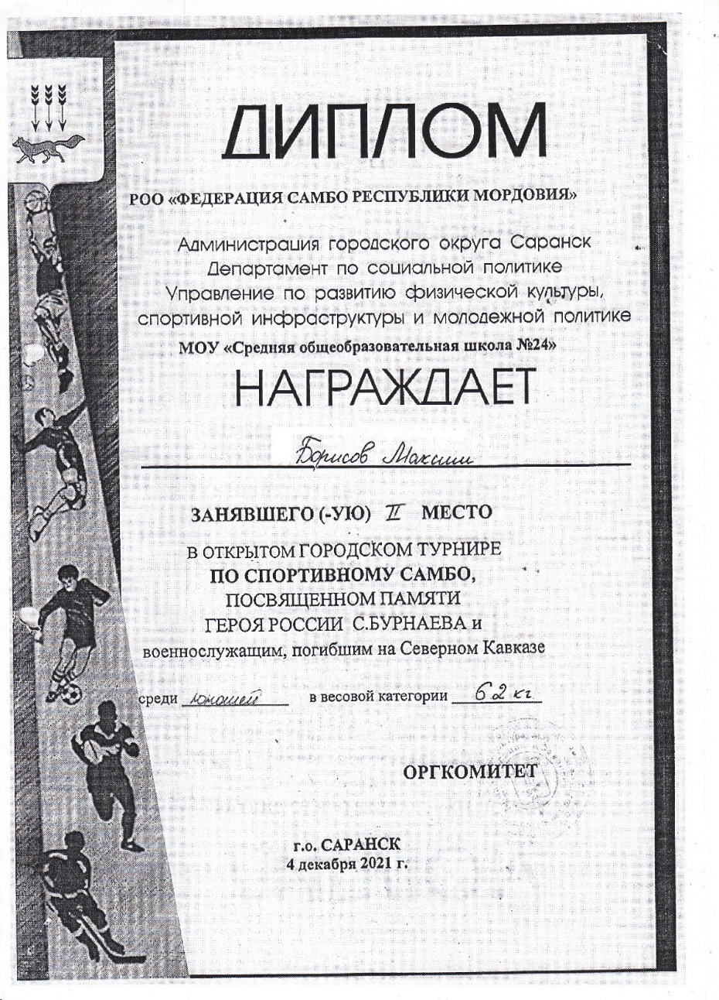 ДИПЛОМ
РОО «ФЕДЕРАЦИЯ САМБО РЕСПУБЛИКИ МОРДОВИЯ»
Администрация городского округа Саранск
Департамент по социальной политике
Управление по развитию физической культуры,
спортивной инфраструктуры и молодежной политике
МОУ «Средняя общеобразовательная школа №24»
НАГРАЖДАЕТ
Борисов Максим
ЗАНЯВШЕГО (-УЮ) II МЕСТО
В ОТКРЫТОМ ГОРОДСКОМ ТУРНИРЕ
ПО СПОРТИВНОМУ САМБО,
ПОСВЯЩЕННОМ ПАМЯТИ
ГЕРОЯ РОССИИ С.БУРНАЕВА и
военнослужащим, погибшим на Северном Кавказе
среди юношей в весовой категории 62 кг
ОРГКОМИТЕТ
г.о. САРАНСК
4 декабря 2021 г.